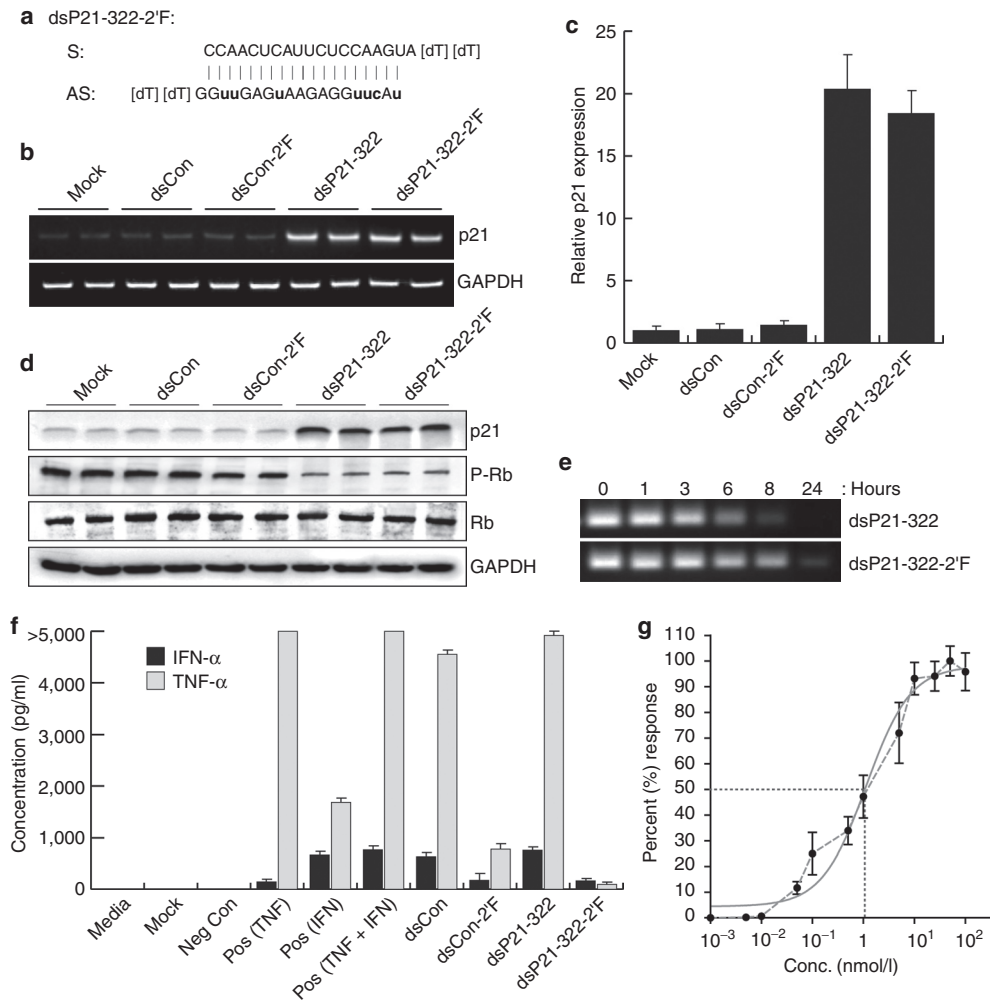 a dsP21-322-2'F:
S: CCAACUCAUUCUCCAAGUA [dT] [dT]
AS: [dT] [dT] GGuuGAGuAAGAGGuucAu
b
Mock dsCon dsCon-2'F dsP21-322 dsP21-322-2'F
p21
GAPDH
c
Relative p21 expression
25
20
15
10
5
0
Mock dsCon dsCon-2'F dsP21-322 dsP21-322-2'F
d
Mock dsCon dsCon-2'F dsP21-322 dsP21-322-2'F
p21
P-Rb
Rb
GAPDH
e
0 1 3 6 8 24 : Hours
dsP21-322
dsP21-322-2'F
f
Concentration (pg/ml)
>5,000
4,000
3,000
2,000
1,000
0
IFN-α
TNF-α
Media Mock Neg Con Pos (TNF) Pos (IFN) Pos (TNF + IFN) dsCon dsCon-2'F dsP21-322 dsP21-322-2'F
g
Percent (%) response
110
100
90
80
70
60
50
40
30
20
10
0
10⁻³ 10⁻² 10⁻¹ 1 10¹ 10²
Conc. (nmol/l)